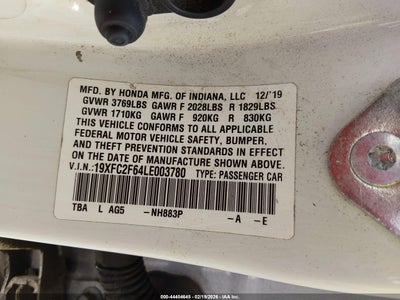 MFD. BY HONDA MFG. OF INDIANA, LLC 12/'19
GVWR 3769LBS GAWR F 2028LBS R 1829LBS
GVWR 1710KG GAWR F 920KG R 830KG
THIS VEHICLE CONFORMS TO ALL APPLICABLE
FEDERAL MOTOR VEHICLE SAFETY, BUMPER,
AND THEFT PREVENTION STANDARDS IN EFFECT
ON THE DATE OF MANUFACTURE SHOWN ABOVE.
V.I.N.:19XFC2F64LE003780 TYPE: PASSENGER CAR
TBA L AG5 -NH883P -A -E
000-44404645 - 02/19/2026 - IAAI